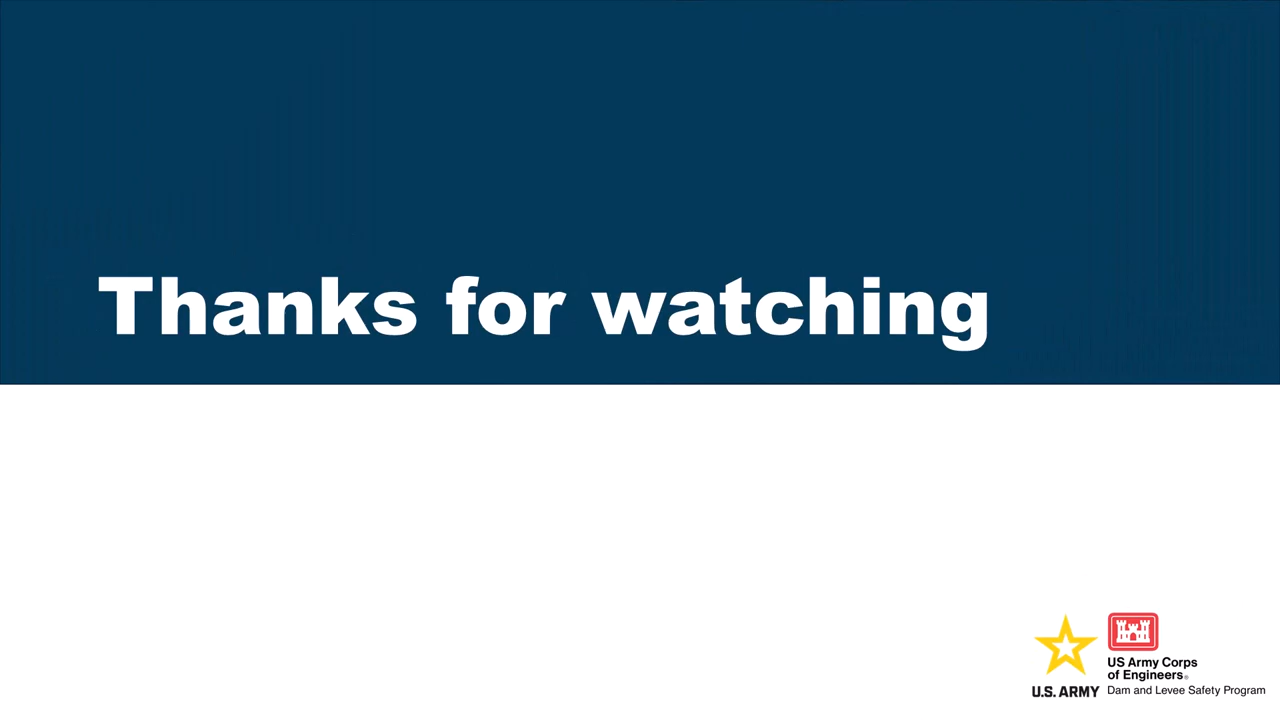 Thanks for watching
U.S. ARMY
US Army Corps
of Engineers®
Dam and Levee Safety Program